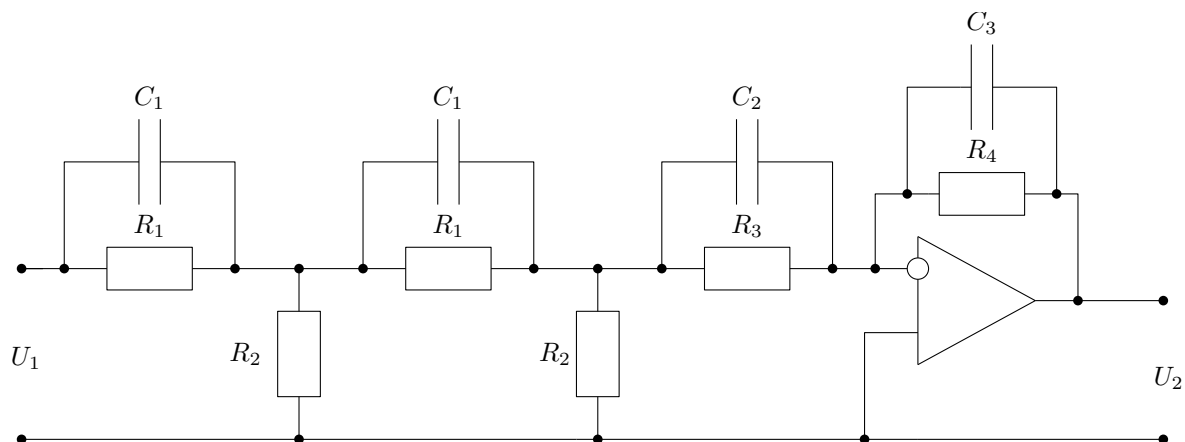 C₃
C₁ C₁ C₂
R₄
R₁ R₁ R₃
U₁ R₂ R₂ U₂